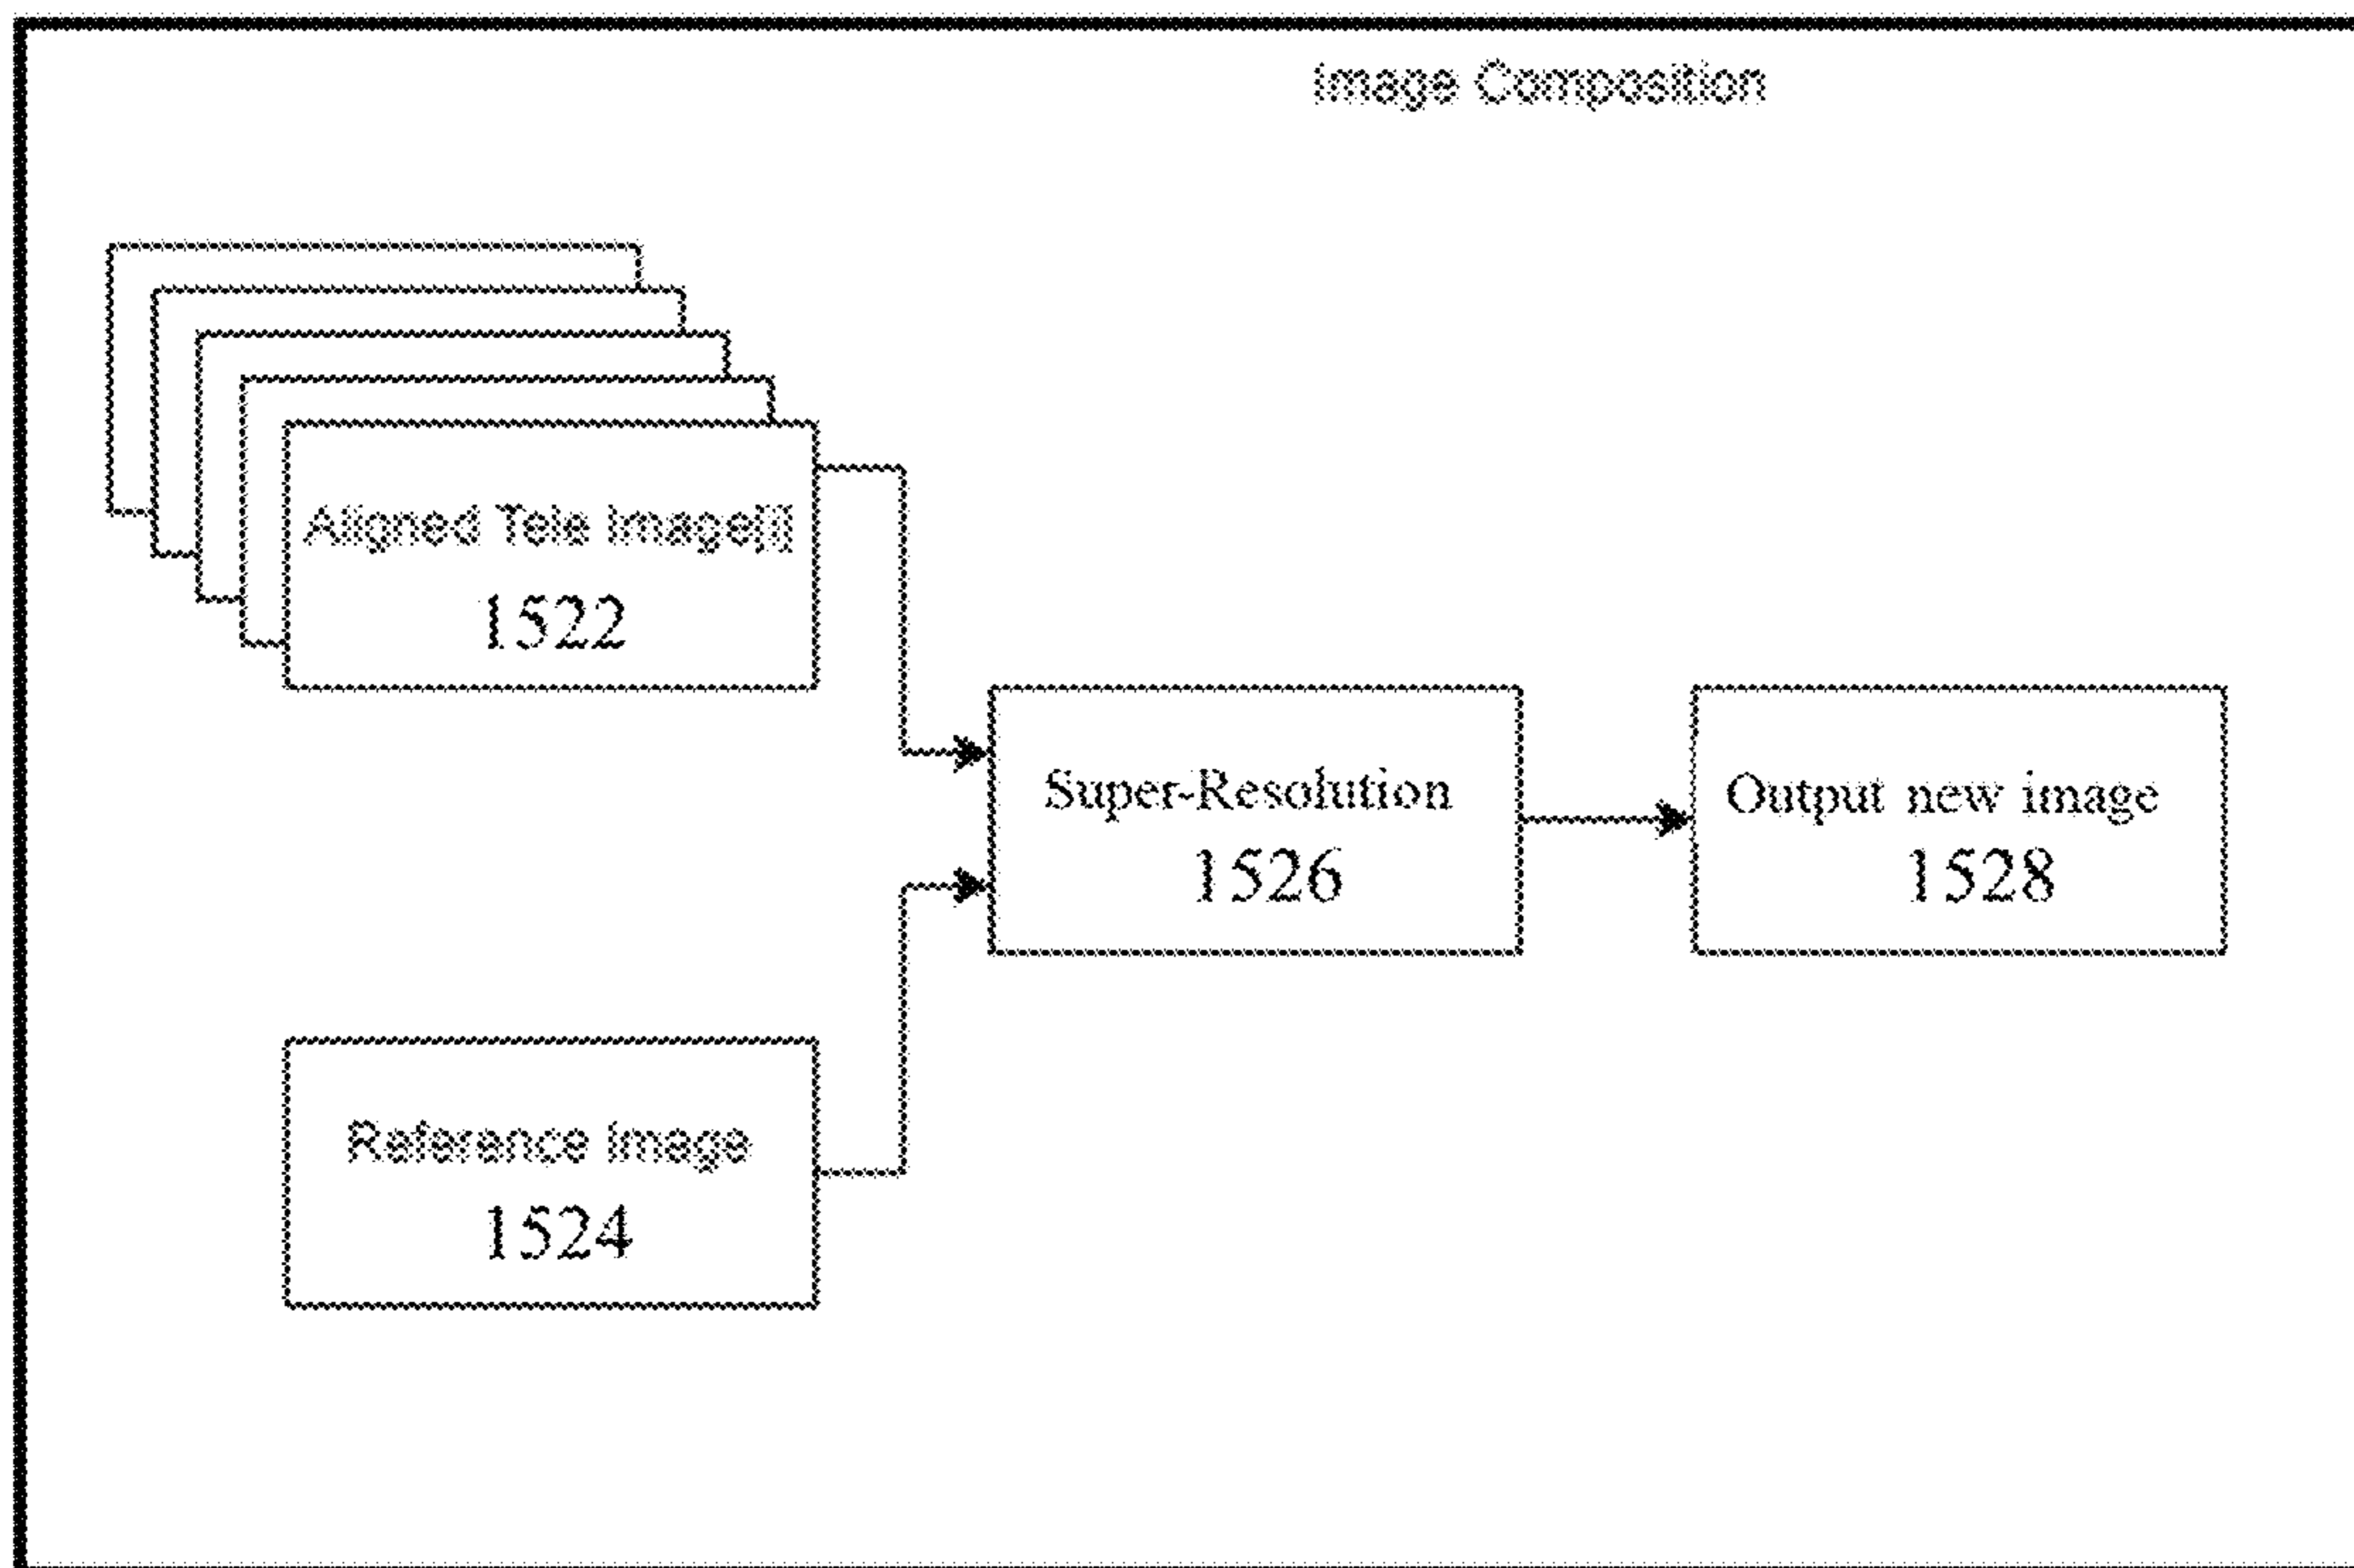 Image Composition
Aligned Tele Image[i]
1522
Super-Resolution
1526
Output new image
1528
Reference Image
1524